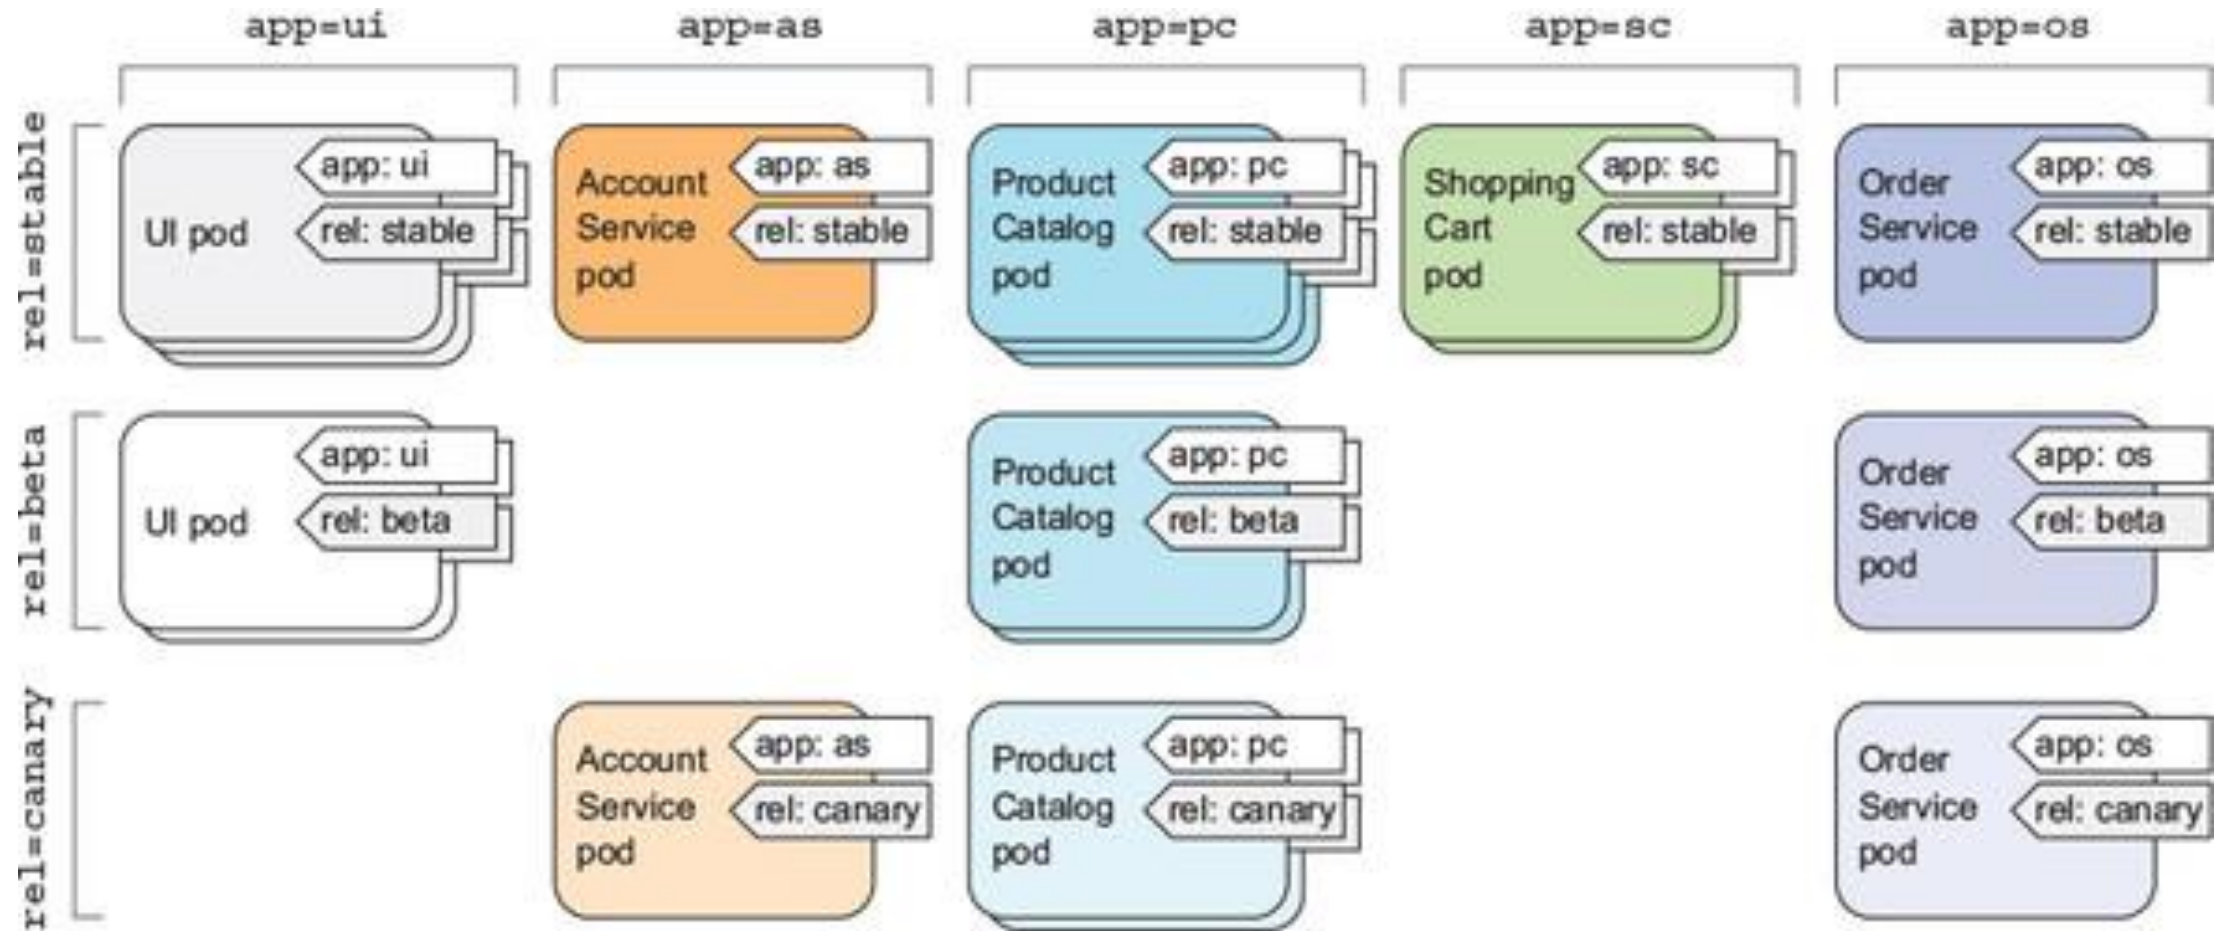 app=ui
app=as
app=pc
app=sc
app=os
rel=stable
UI pod
app: ui
rel: stable
Account
Service
pod
app: as
rel: stable
Product
Catalog
pod
app: pc
rel: stable
Shopping
Cart
pod
app: sc
rel: stable
Order
Service
pod
app: os
rel: stable
rel=beta
UI pod
app: ui
rel: beta
Product
Catalog
pod
app: pc
rel: beta
Order
Service
pod
app: os
rel: beta
rel=canary
Account
Service
pod
app: as
rel: canary
Product
Catalog
pod
app: pc
rel: canary
Order
Service
pod
app: os
rel: canary